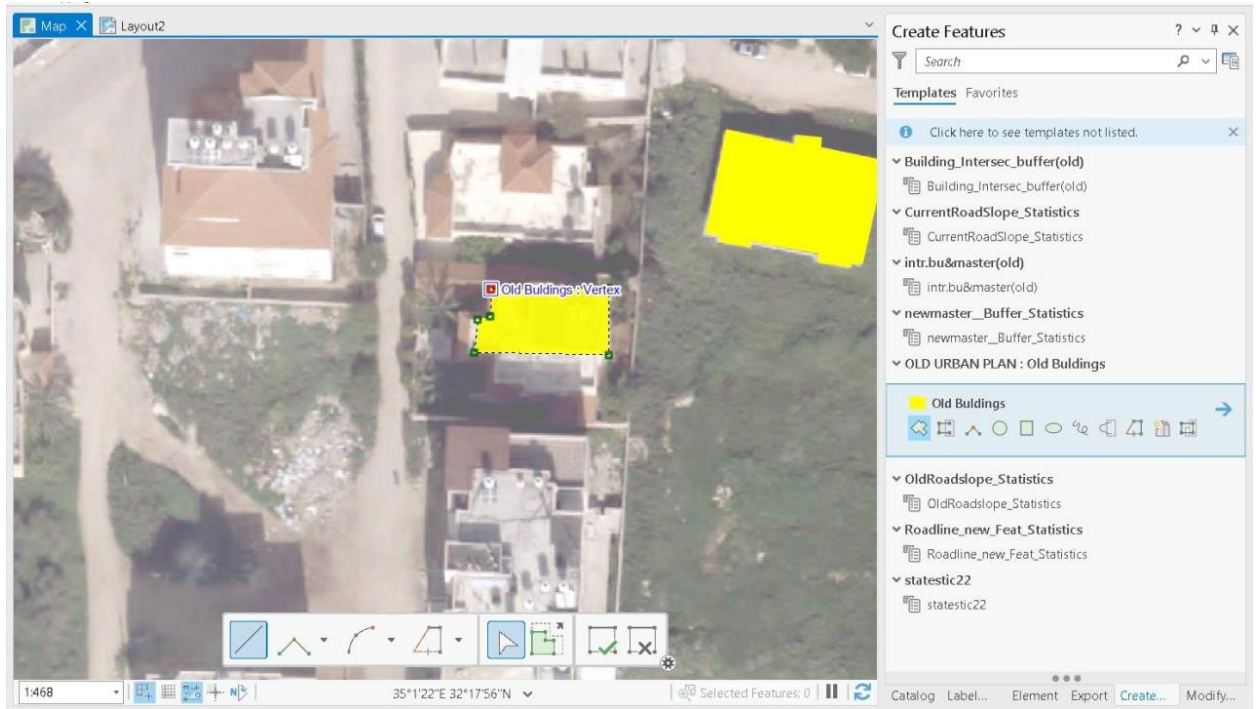 Map
Layout2
Old Buldings : Vertex
1:468
35°1'22"E 32°17'56"N
Selected Features: 0
Create Features
?
Search
Templates Favorites
Click here to see templates not listed.
Building_Intersec_buffer(old)
Building_Intersec_buffer(old)
CurrentRoadSlope_Statistics
CurrentRoadSlope_Statistics
intr.bu&master(old)
intr.bu&master(old)
newmaster__Buffer_Statistics
newmaster__Buffer_Statistics
OLD URBAN PLAN : Old Buldings
Old Buldings
OldRoadslope_Statistics
OldRoadslope_Statistics
Roadline_new_Feat_Statistics
Roadline_new_Feat_Statistics
statestic22
statestic22
Catalog Label... Element Export Create... Modify...